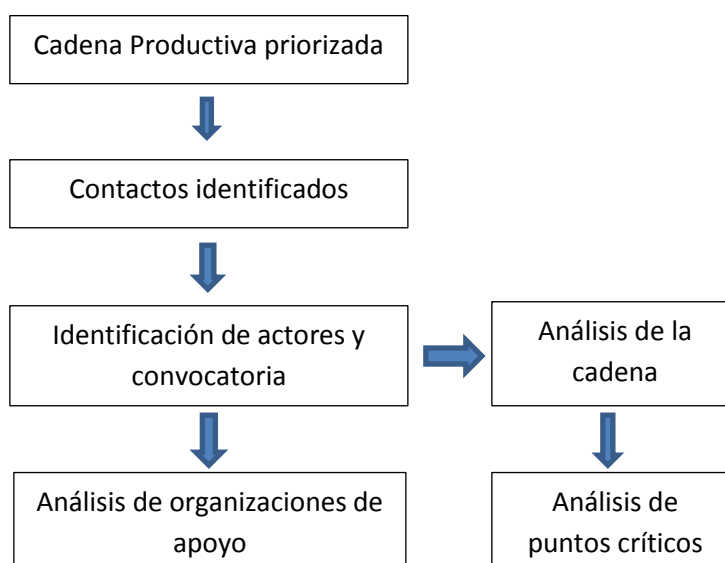 Cadena Productiva priorizada
Contactos identificados
Identificación de actores y
convocatoria
Análisis de la
cadena
Análisis de organizaciones de
apoyo
Análisis de
puntos críticos